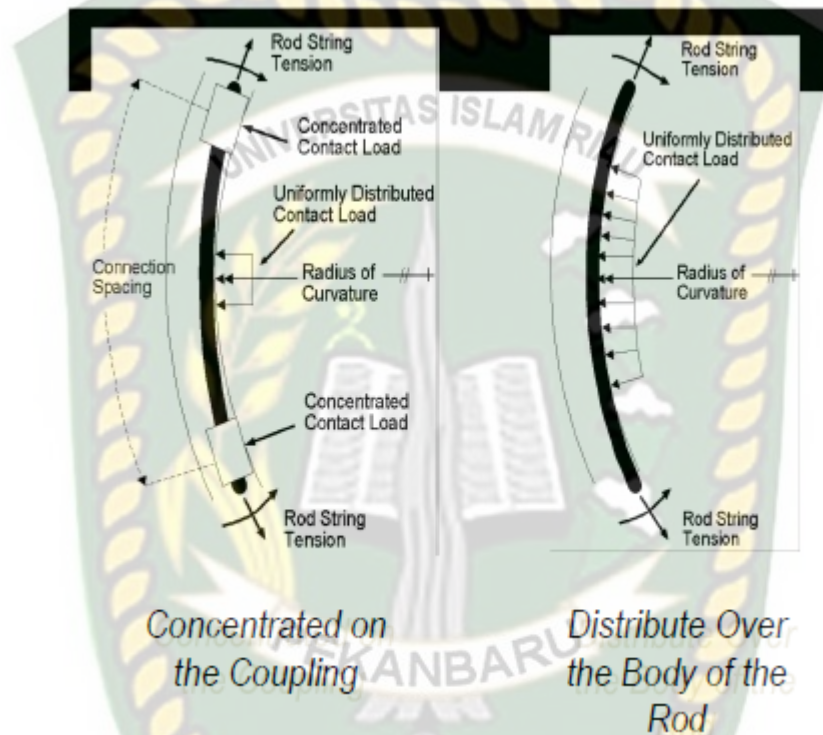 Rod String
Tension
Concentrated
Contact Load
Uniformly Distributed
Contact Load
Connection
Spacing
Radius of
Curvature
Concentrated
Contact Load
Rod String
Tension
Concentrated on
the Coupling
Rod String
Tension
Uniformly Distributed
Contact Load
Radius of
Curvature
Rod String
Tension
Distribute Over
the Body of the
Rod
UNIVERSITAS ISLAM RIAU
PEKANBARU